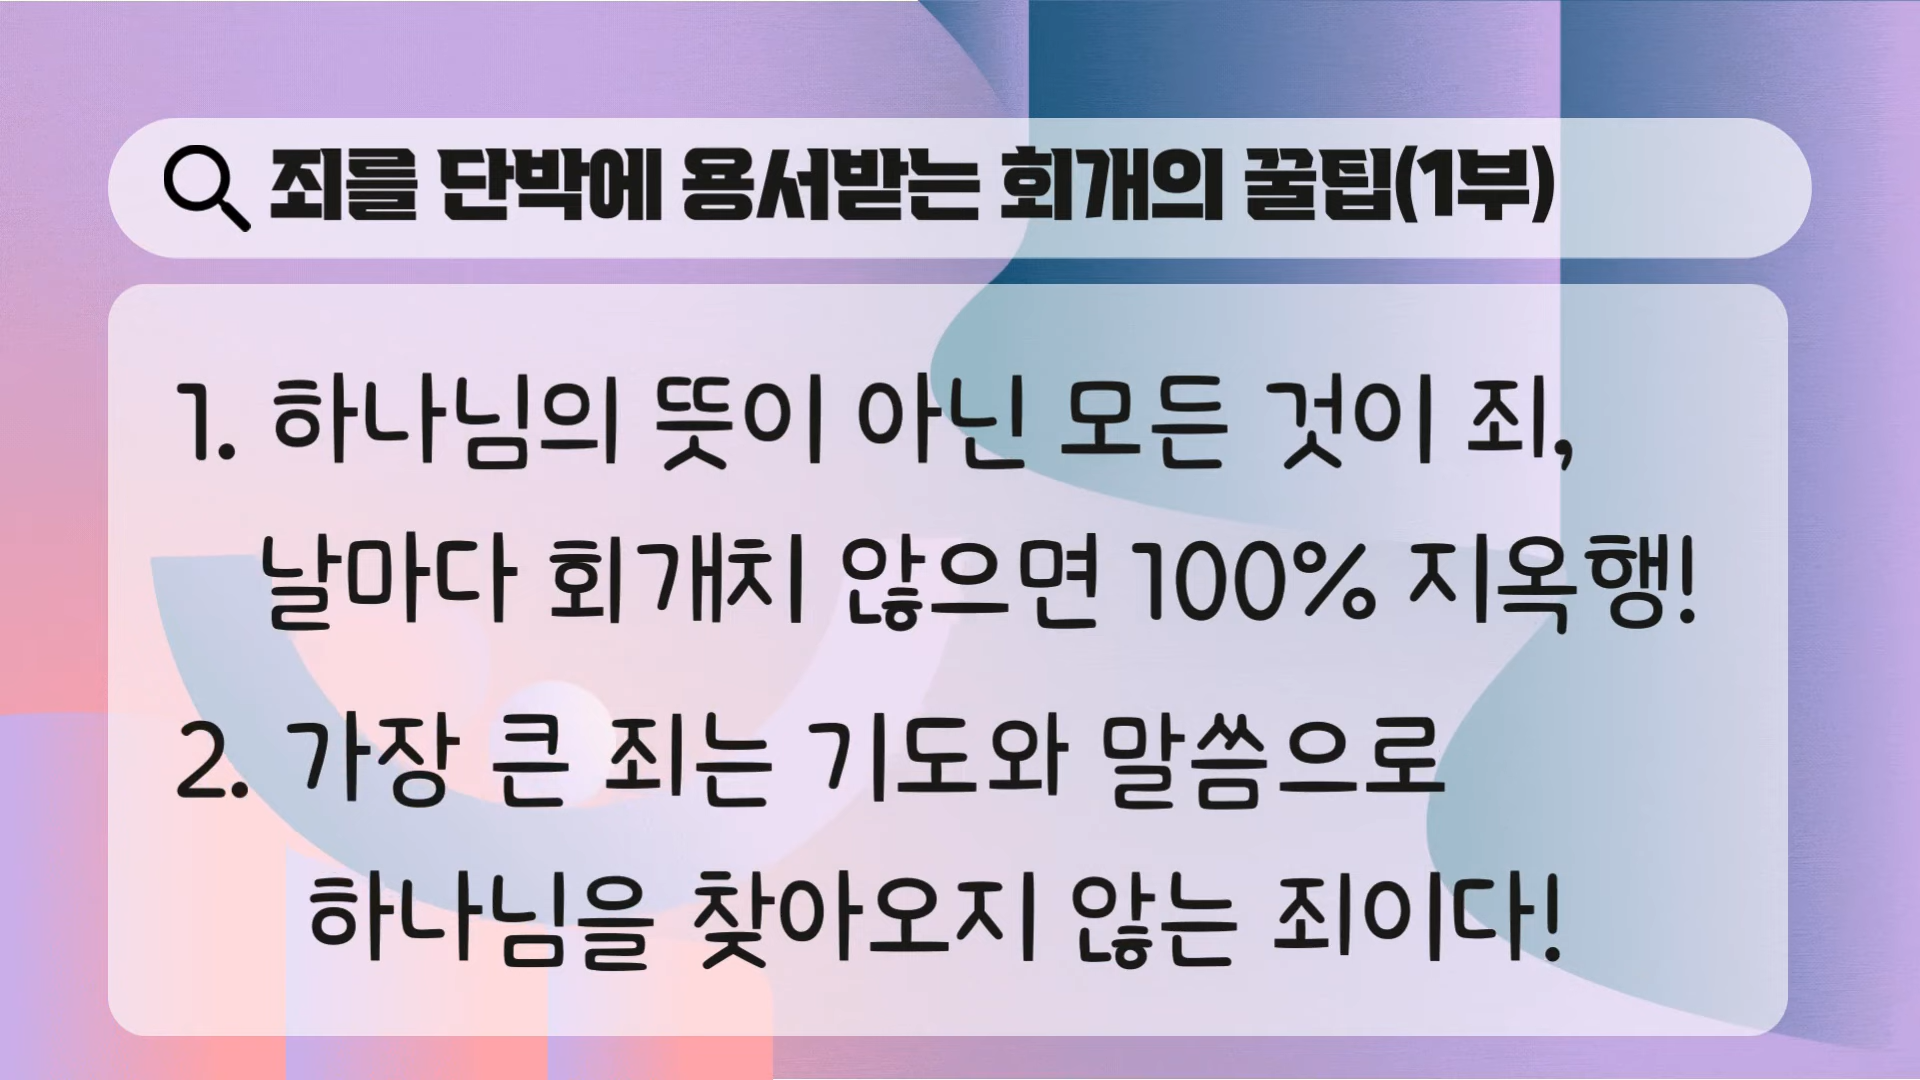 죄를 단박에 용서받는 회개의 꿀팁(1부)
1. 하나님의 뜻이 아닌 모든 것이 죄,
날마다 회개치 않으면 100% 지옥행!
2. 가장 큰 죄는 기도와 말씀으로
하나님을 찾아오지 않는 죄이다!